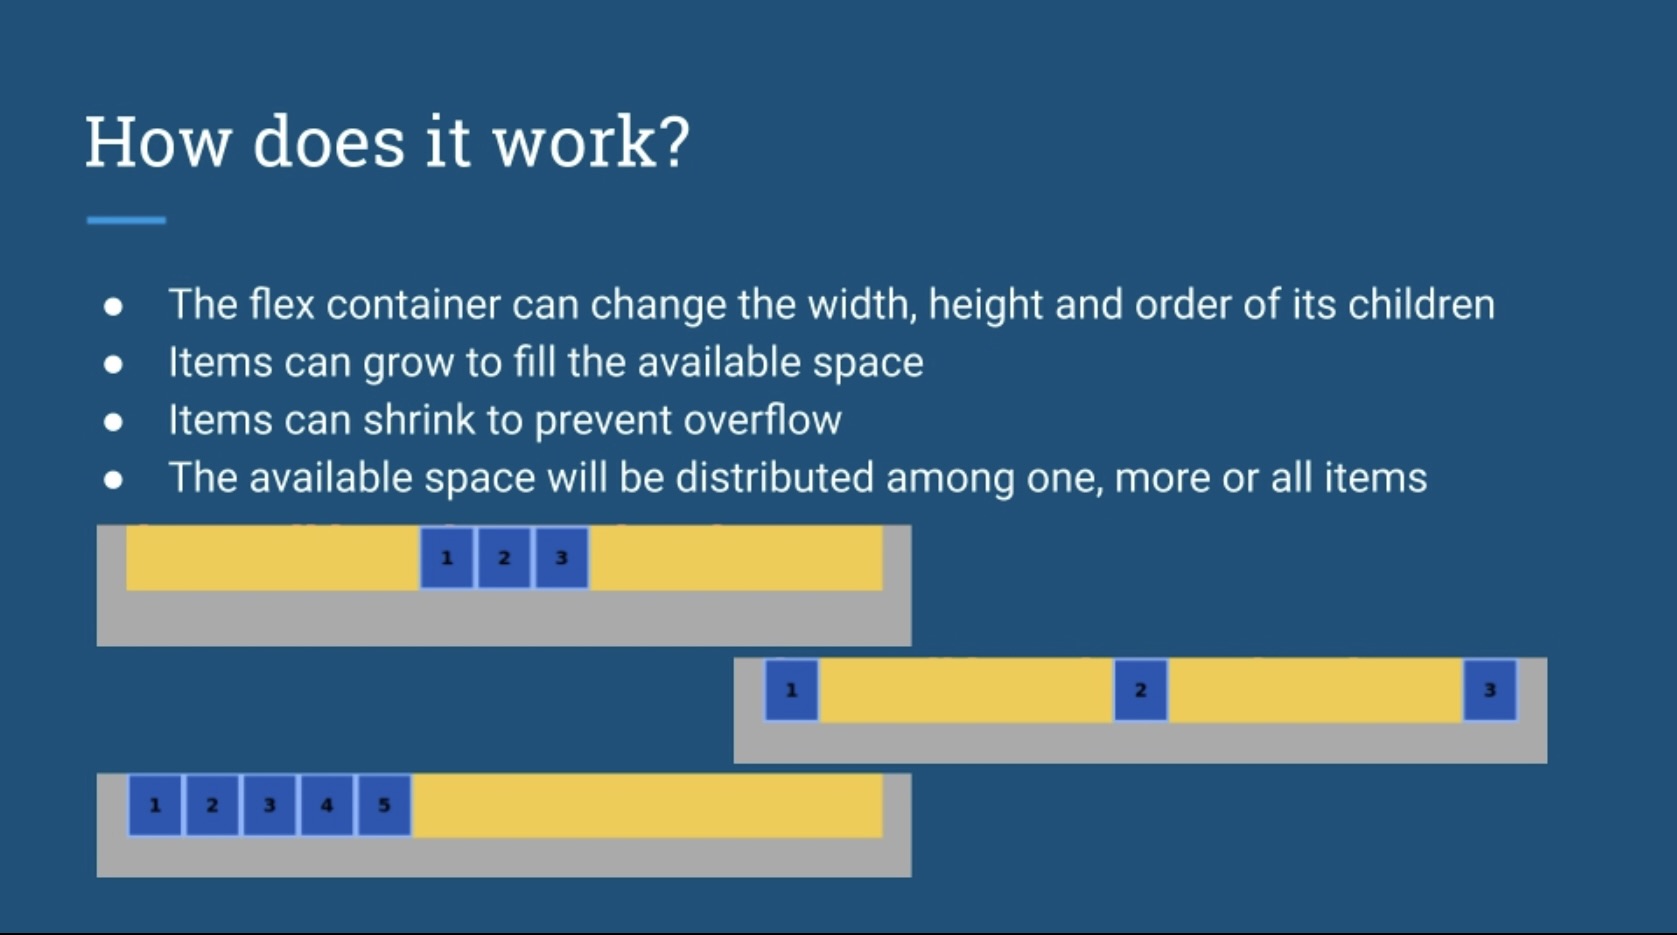 How does it work?
● The flex container can change the width, height and order of its children
● Items can grow to fill the available space
● Items can shrink to prevent overflow
● The available space will be distributed among one, more or all items
1 2 3
1 2 3
1 2 3 4 5